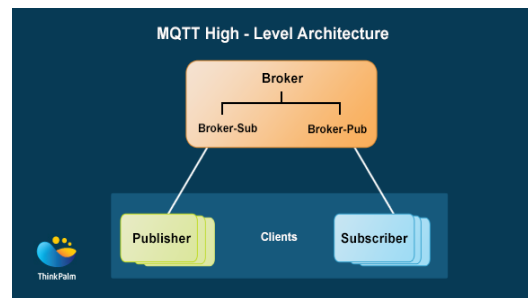 MQTT High - Level Architecture
Broker
Broker-Sub Broker-Pub
Publisher Clients Subscriber
ThinkPalm